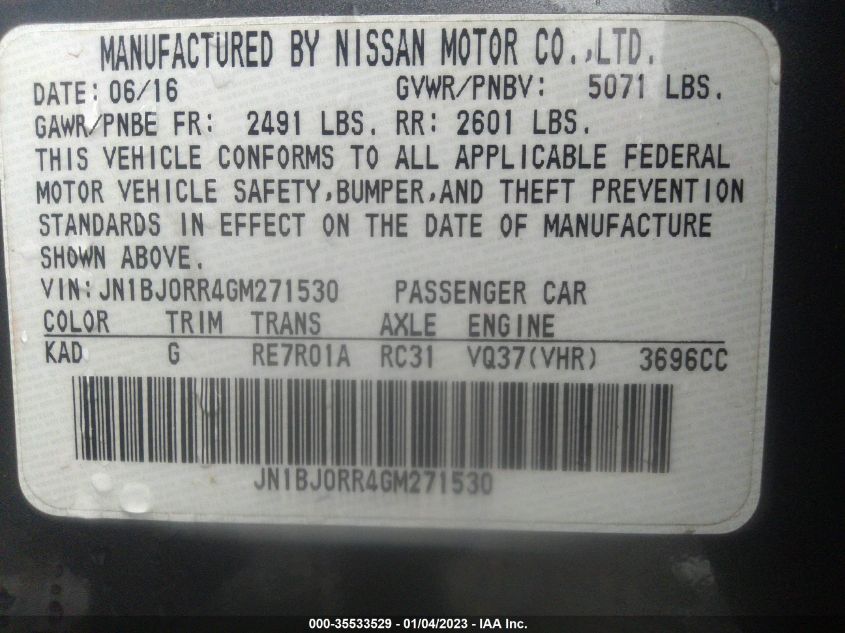 MANUFACTURED BY NISSAN MOTOR CO.,LTD.
DATE: 06/16 GVWR/PNBV: 5071 LBS.
GAWR/PNBE FR: 2491 LBS. RR: 2601 LBS.
THIS VEHICLE CONFORMS TO ALL APPLICABLE FEDERAL
MOTOR VEHICLE SAFETY,BUMPER,AND THEFT PREVENTION
STANDARDS IN EFFECT ON THE DATE OF MANUFACTURE
SHOWN ABOVE.
VIN: JN1BJ0RR4GM271530 PASSENGER CAR
COLOR TRIM TRANS AXLE ENGINE
KAD G RE7R01A RC31 VQ37(VHR) 3696CC
JN1BJ0RR4GM271530
000-35533529 - 01/04/2023 - IAA Inc.